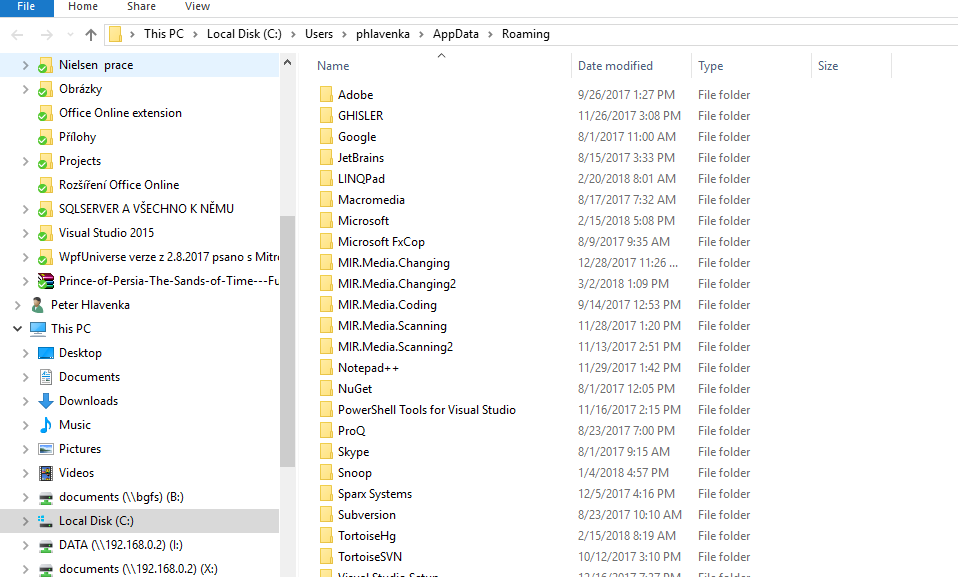 File Home Share View
This PC Local Disk (C:) Users phlavenka AppData Roaming
Nielsen prace
Obrázky
Office Online extension
Přílohy
Projects
Rozšíření Office Online
SQLSERVER A VŠECHNO K NĚMU
Visual Studio 2015
WpfUniverse verze z 2.8.2017 psano s Mitr
Prince-of-Persia-The-Sands-of-Time---Fu
Peter Hlavenka
This PC
Desktop
Documents
Downloads
Music
Pictures
Videos
documents (\\bgfs) (B:)
Local Disk (C:)
DATA (\\192.168.0.2) (I:)
documents (\\192.168.0.2) (X:)
Name Date modified Type Size
Adobe 9/26/2017 1:27 PM File folder
GHISLER 11/26/2017 3:08 PM File folder
Google 8/1/2017 11:00 AM File folder
JetBrains 8/15/2017 3:33 PM File folder
LINQPad 2/20/2018 8:01 AM File folder
Macromedia 8/17/2017 7:32 AM File folder
Microsoft 2/15/2018 5:08 PM File folder
Microsoft FxCop 8/9/2017 9:35 AM File folder
MIR.Media.Changing 12/28/2017 11:26 ... File folder
MIR.Media.Changing2 3/2/2018 1:09 PM File folder
MIR.Media.Coding 9/14/2017 12:53 PM File folder
MIR.Media.Scanning 11/28/2017 1:20 PM File folder
MIR.Media.Scanning2 11/13/2017 2:51 PM File folder
Notepad++ 11/29/2017 1:42 PM File folder
NuGet 8/1/2017 12:05 PM File folder
PowerShell Tools for Visual Studio 11/16/2017 2:15 PM File folder
ProQ 8/23/2017 7:00 PM File folder
Skype 8/1/2017 9:15 AM File folder
Snoop 1/4/2018 4:57 PM File folder
Sparx Systems 12/5/2017 4:16 PM File folder
Subversion 8/23/2017 10:10 AM File folder
TortoiseHg 2/15/2018 8:19 AM File folder
TortoiseSVN 10/12/2017 3:10 PM File folder
Visual Studio Setup 12/16/2017 7:37 PM File folder